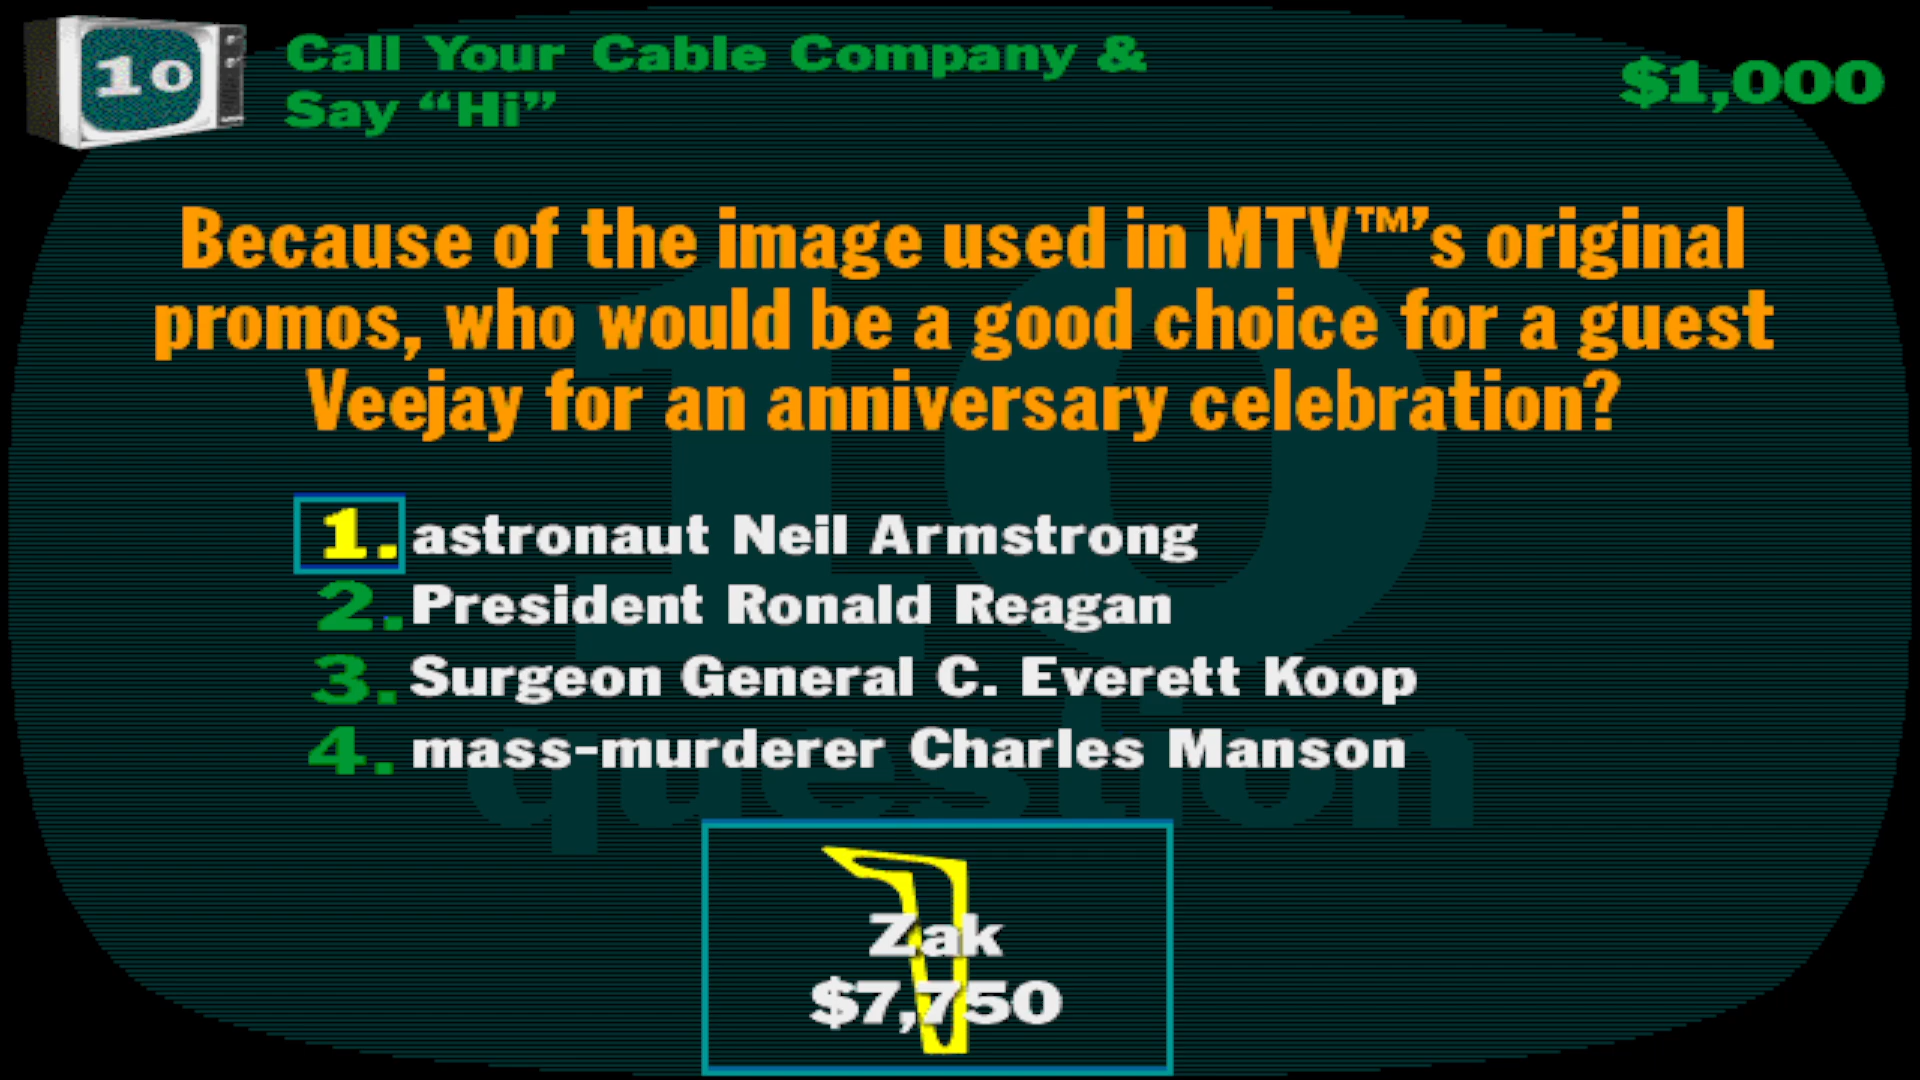 10
Call Your Cable Company &
Say “Hi”
$1,000
Because of the image used in MTV™’s original
promos, who would be a good choice for a guest
Veejay for an anniversary celebration?
1. astronaut Neil Armstrong
2. President Ronald Reagan
3. Surgeon General C. Everett Koop
4. mass-murderer Charles Manson
10
question
Zak
$7,750